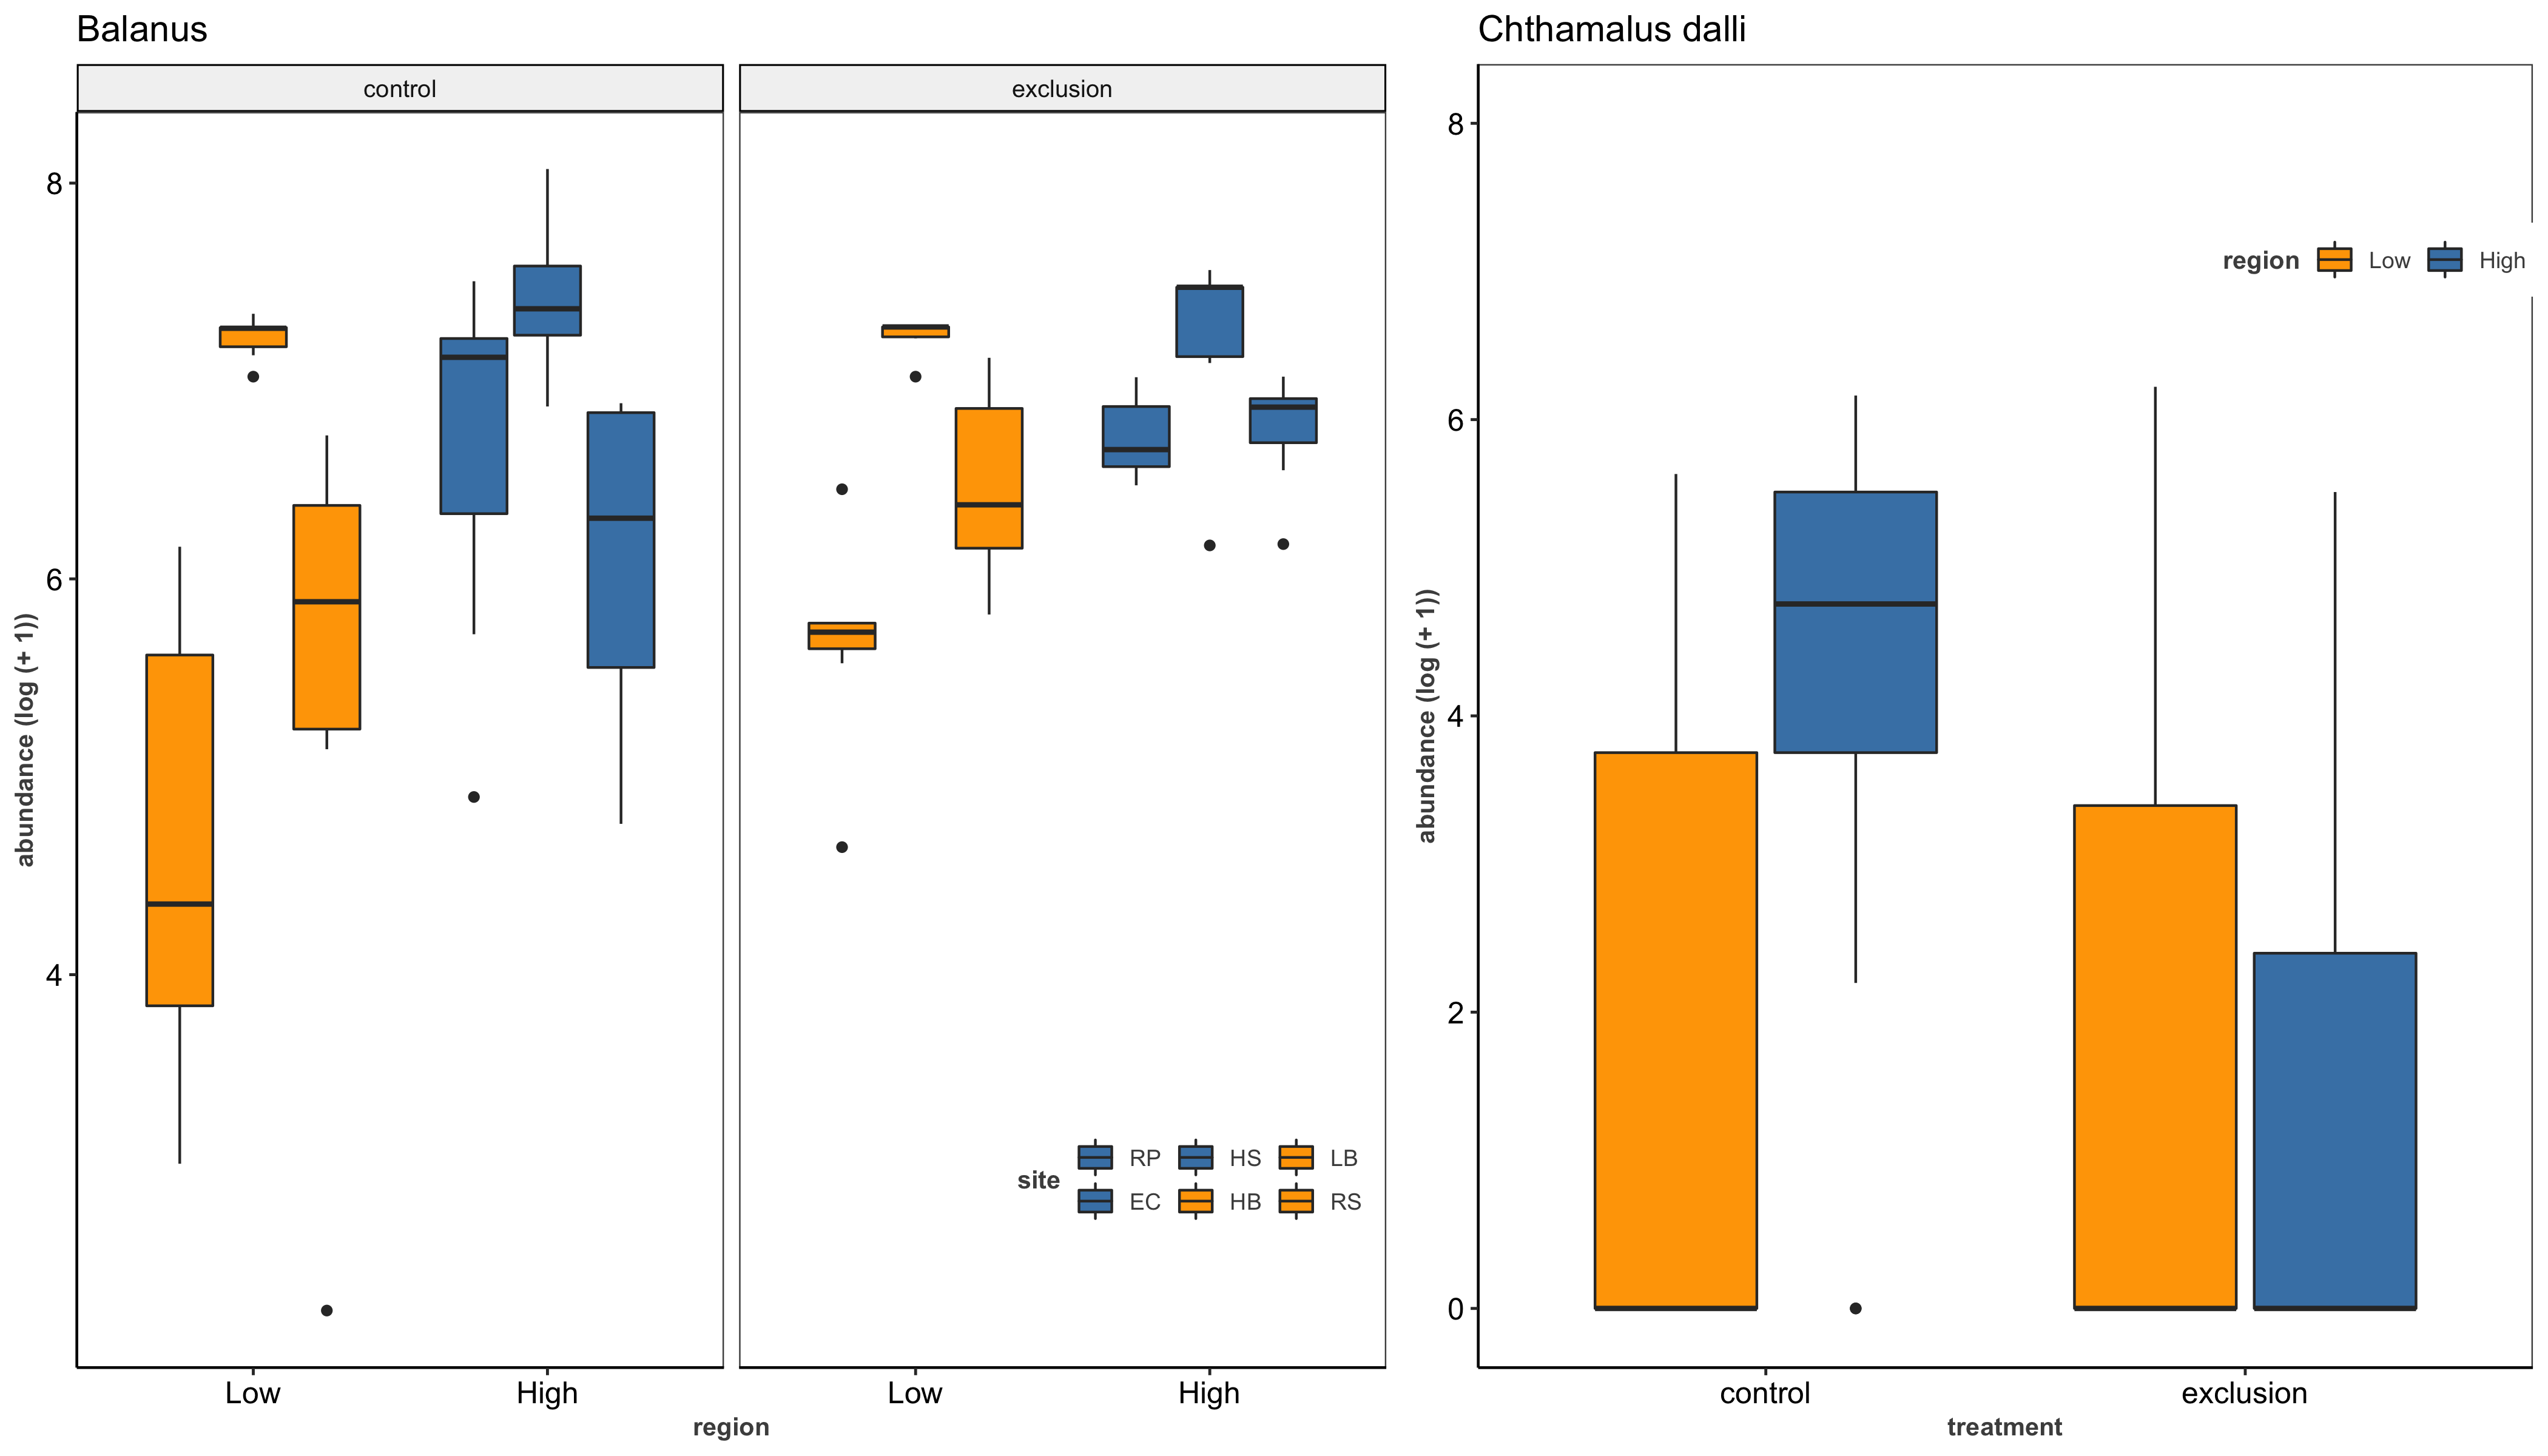 Balanus
control
exclusion
abundance (log (+ 1))
8
6
4
Low
High
Low
High
region
site
RP
HS
LB
EC
HB
RS
Chthamalus dalli
abundance (log (+ 1))
8
6
4
2
0
region Low High
control
exclusion
treatment